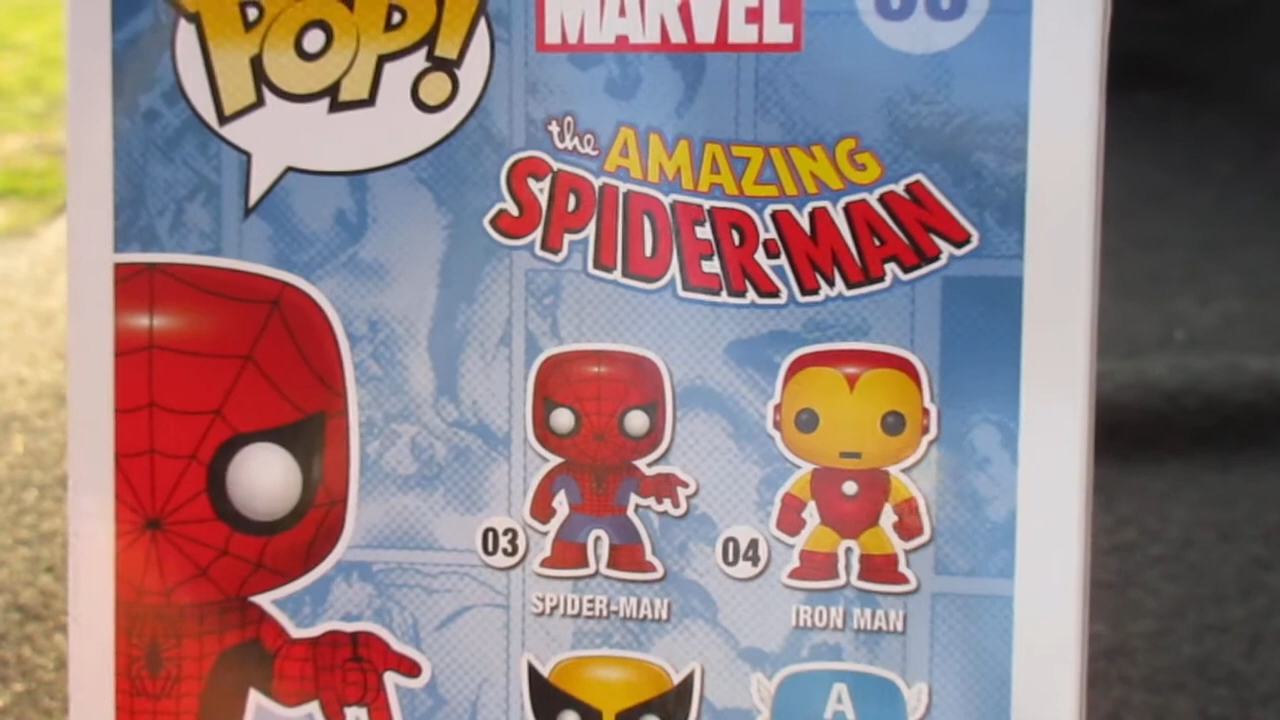 POP!
MARVEL
the AMAZING
SPIDER-MAN
03
SPIDER-MAN
04
IRON MAN
A